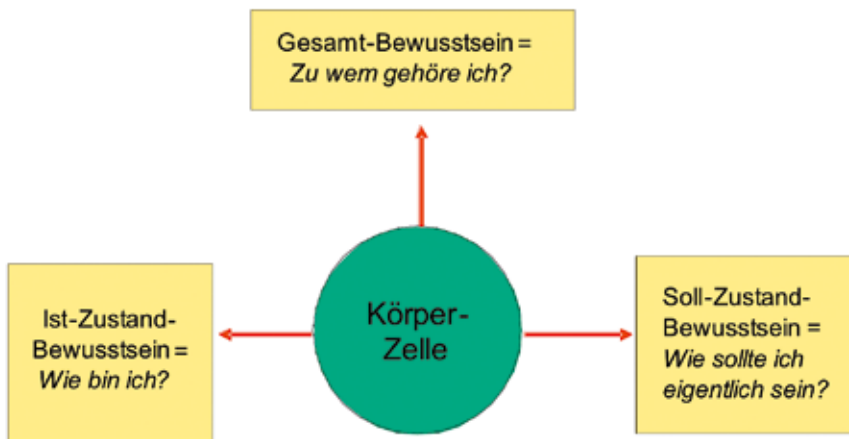 Gesamt-Bewusstsein =
Zu wem gehöre ich?
Ist-Zustand-
Bewusstsein =
Wie bin ich?
Körper-
Zelle
Soll-Zustand-
Bewusstsein =
Wie sollte ich
eigentlich sein?